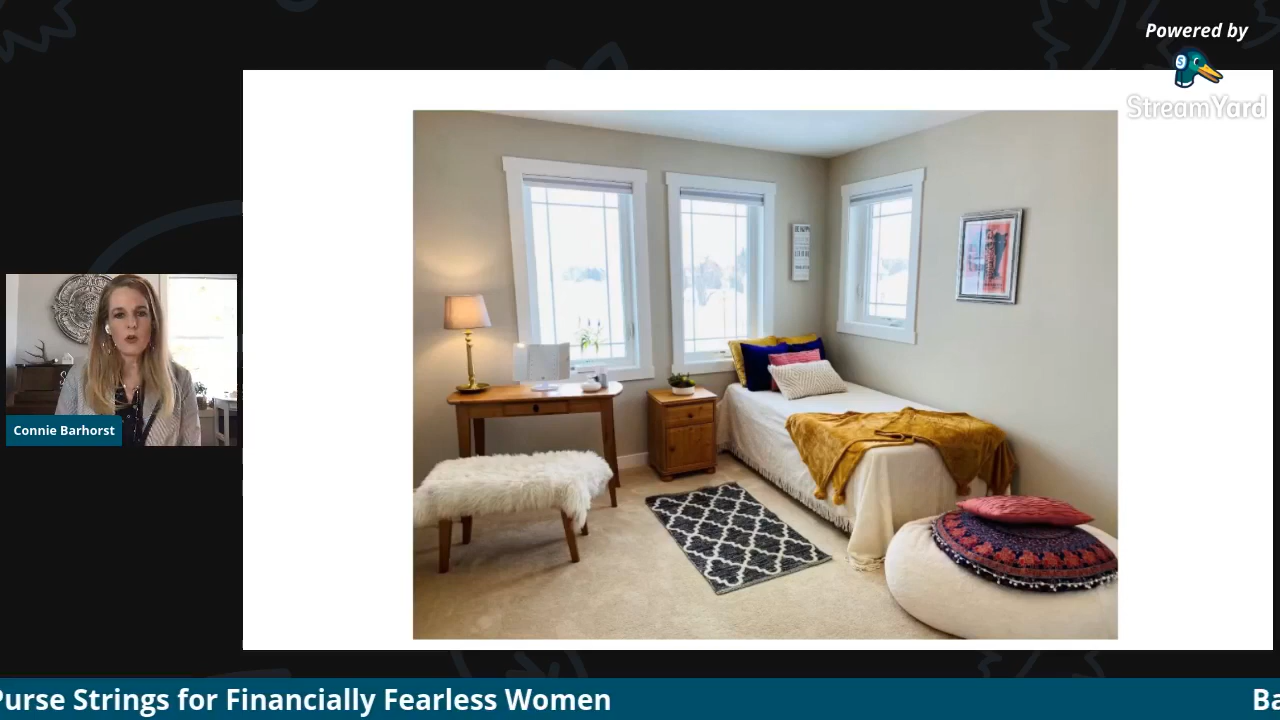 Powered by
StreamYard
Connie Barhorst
Purse Strings for Financially Fearless Women
Ba